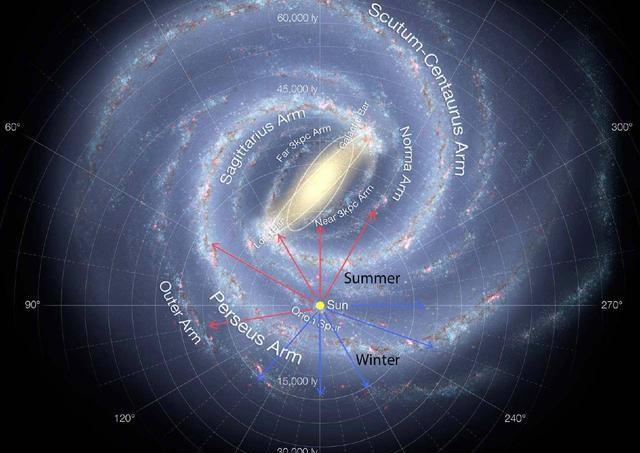 60,000 ly
Scutum-Centaurus Arm
45,000 ly
60°
300°
Sagittarius Arm
Far 3kpc Arm
Galactic Bar
Norma Arm
Near 3kpc Arm
Long Bar
Summer
90°
Sun
270°
Outer Arm
Perseus Arm
Orion Spur
Winter
15,000 ly
120°
240°
30,000 ly